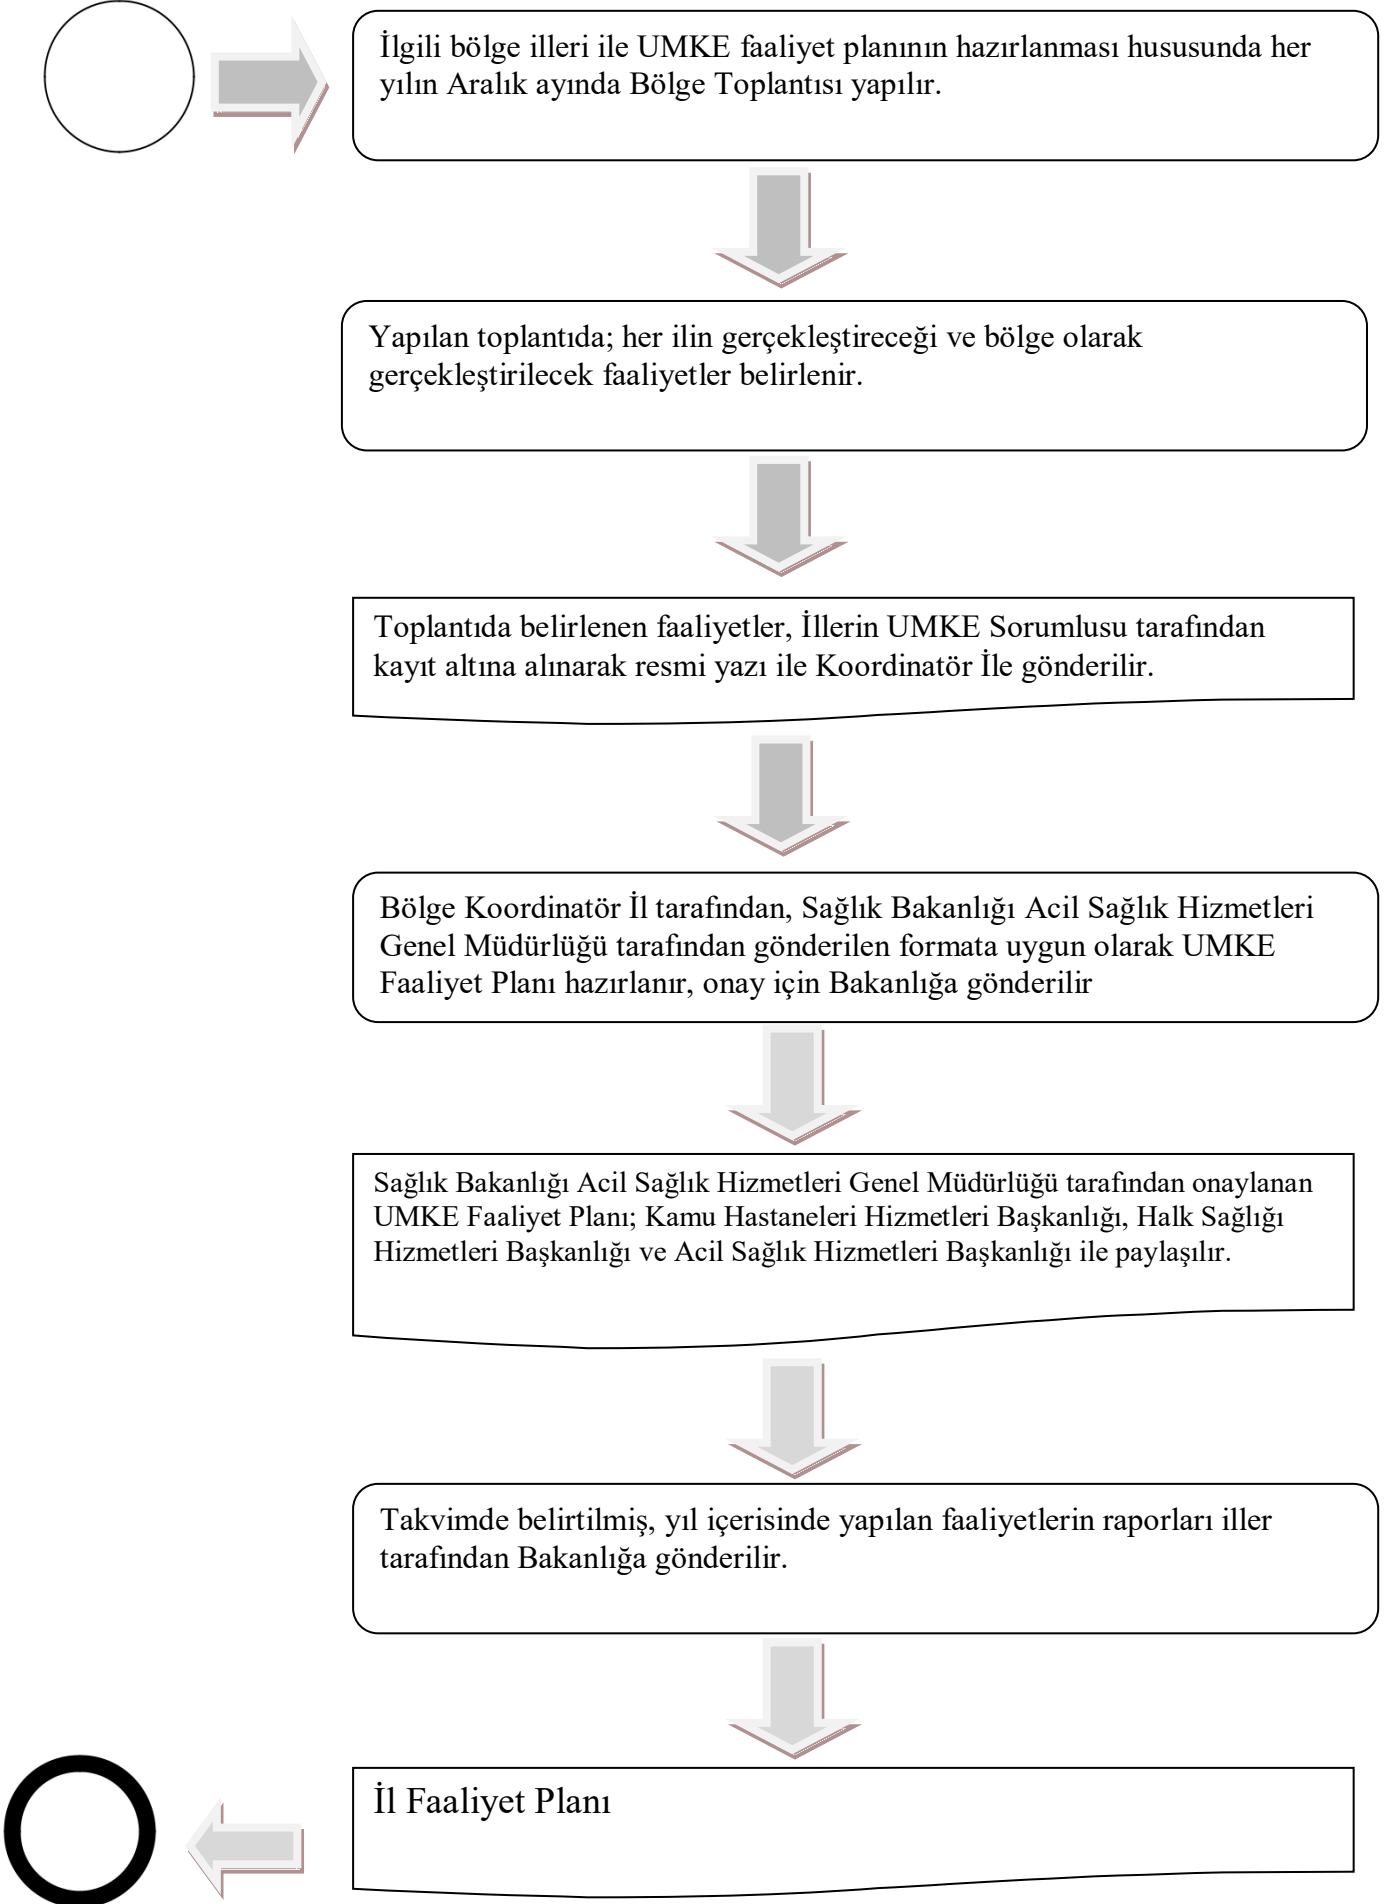 İlgili bölge illeri ile UMKE faaliyet planının hazırlanması hususunda her
yılın Aralık ayında Bölge Toplantısı yapılır.
Yapılan toplantıda; her ilin gerçekleştireceği ve bölge olarak
gerçekleştirilecek faaliyetler belirlenir.
Toplantıda belirlenen faaliyetler, İllerin UMKE Sorumlusu tarafından
kayıt altına alınarak resmi yazı ile Koordinatör İle gönderilir.
Bölge Koordinatör İl tarafından, Sağlık Bakanlığı Acil Sağlık Hizmetleri
Genel Müdürlüğü tarafından gönderilen formata uygun olarak UMKE
Faaliyet Planı hazırlanır, onay için Bakanlığa gönderilir
Sağlık Bakanlığı Acil Sağlık Hizmetleri Genel Müdürlüğü tarafından onaylanan
UMKE Faaliyet Planı; Kamu Hastaneleri Hizmetleri Başkanlığı, Halk Sağlığı
Hizmetleri Başkanlığı ve Acil Sağlık Hizmetleri Başkanlığı ile paylaşılır.
Takvimde belirtilmiş, yıl içerisinde yapılan faaliyetlerin raporları iller
tarafından Bakanlığa gönderilir.
İl Faaliyet Planı